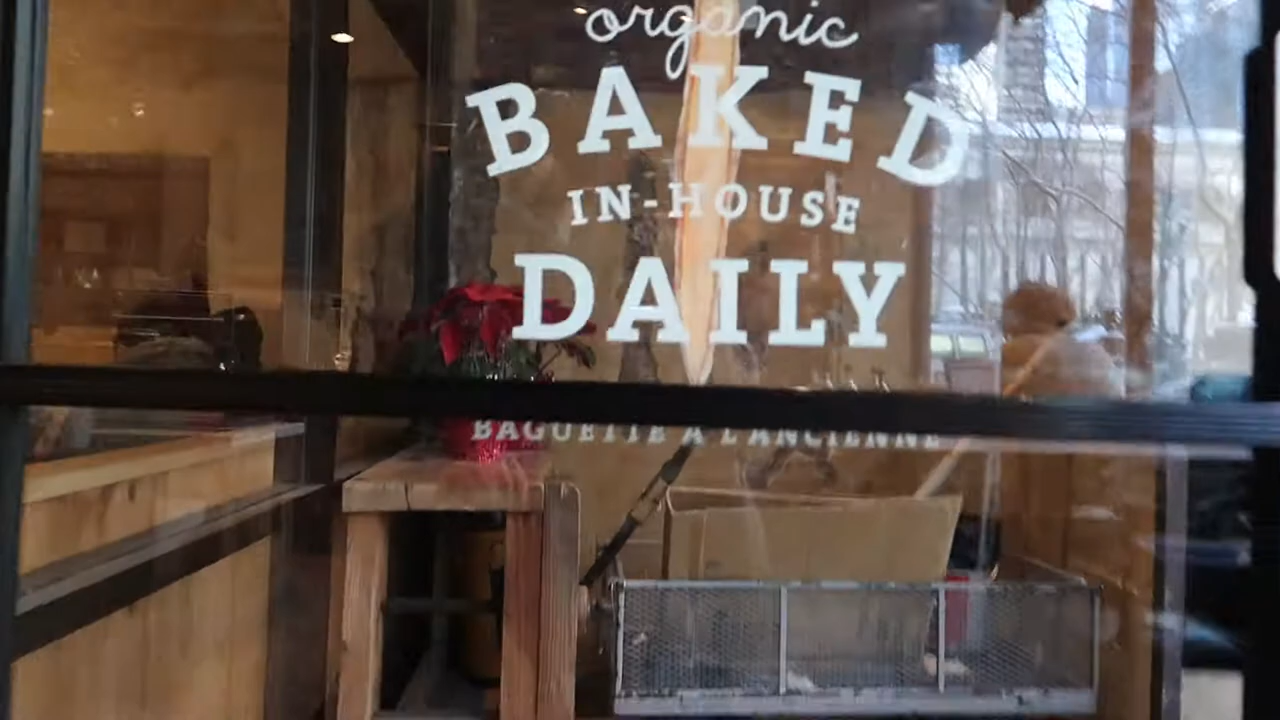 organic
BAKED
IN-HOUSE
DAILY
BAGUETTE À L'ANCIENNE